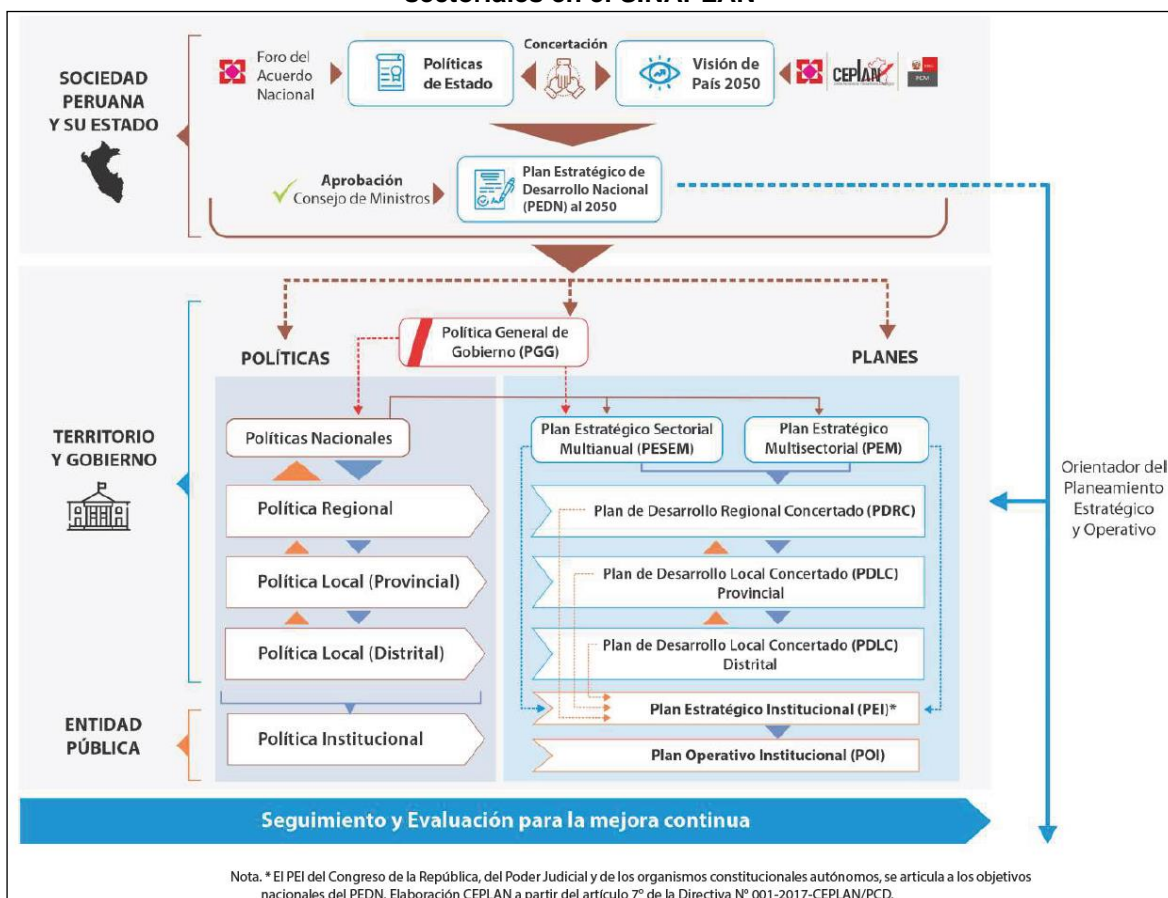 sectoriales en el SINAPLAN
SOCIEDAD
PERUANA
Y SU ESTADO
Foro del
Acuerdo
Nacional
Políticas
de Estado
Concertación
Visión de
País 2050
CEPLAN
PCM
Aprobación
Consejo de Ministros
Plan Estratégico de
Desarrollo Nacional
(PEDN) al 2050
Política General de
Gobierno (PGG)
POLÍTICAS
PLANES
TERRITORIO
Y GOBIERNO
Políticas Nacionales
Plan Estratégico Sectorial
Multianual (PESEM)
Plan Estratégico
Multisectorial (PEM)
Política Regional
Plan de Desarrollo Regional Concertado (PDRC)
Política Local (Provincial)
Plan de Desarrollo Local Concertado (PDLC)
Provincial
Política Local (Distrital)
Plan de Desarrollo Local Concertado (PDLC)
Distrital
Orientador del
Planeamiento
Estratégico
y Operativo
ENTIDAD
PÚBLICA
Política Institucional
Plan Estratégico Institucional (PEI)*
Plan Operativo Institucional (POI)
Seguimiento y Evaluación para la mejora continua
Nota. * El PEI del Congreso de la República, del Poder Judicial y de los organismos constitucionales autónomos, se articula a los objetivos
nacionales del PEDN. Elaboración CEPLAN a partir del artículo 7º de la Directiva N° 001-2017-CEPLAN/PCD.